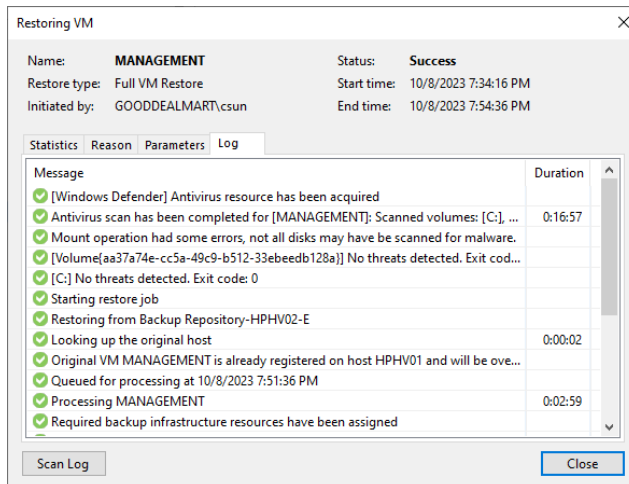 Restoring VM
Name: MANAGEMENT Status: Success
Restore type: Full VM Restore Start time: 10/8/2023 7:34:16 PM
Initiated by: GOODDEALMART\csun End time: 10/8/2023 7:54:36 PM
Statistics Reason Parameters Log
Message Duration
[Windows Defender] Antivirus resource has been acquired
Antivirus scan has been completed for [MANAGEMENT]: Scanned volumes: [C:], ... 0:16:57
Mount operation had some errors, not all disks may have be scanned for malware.
[Volume{aa37a74e-cc5a-49c9-b512-33ebeedb128a}] No threats detected. Exit cod...
[C:] No threats detected. Exit code: 0
Starting restore job
Restoring from Backup Repository-HPHV02-E
Looking up the original host 0:00:02
Original VM MANAGEMENT is already registered on host HPHV01 and will be ove...
Queued for processing at 10/8/2023 7:51:36 PM
Processing MANAGEMENT 0:02:59
Required backup infrastructure resources have been assigned
Scan Log Close